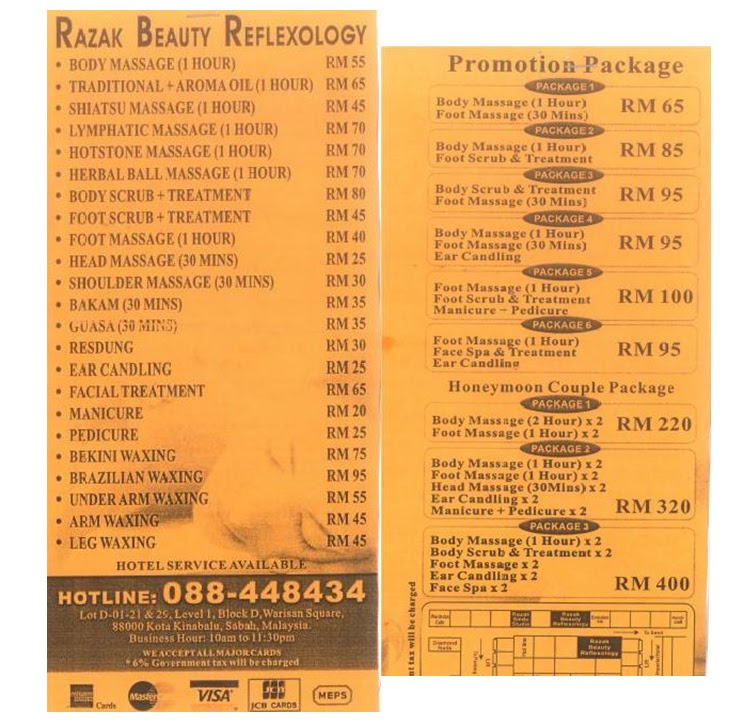 RAZAK BEAUTY REFLEXOLOGY
• BODY MASSAGE (1 HOUR) RM 55
• TRADITIONAL + AROMA OIL (1 HOUR) RM 65
• SHIATSU MASSAGE (1 HOUR) RM 45
• LYMPHATIC MASSAGE (1 HOUR) RM 70
• HOTSTONE MASSAGE (1 HOUR) RM 70
• HERBAL BALL MASSAGE (1 HOUR) RM 70
• BODY SCRUB + TREATMENT RM 80
• FOOT SCRUB + TREATMENT RM 45
• FOOT MASSAGE (1 HOUR) RM 40
• HEAD MASSAGE (30 MINS) RM 25
• SHOULDER MASSAGE (30 MINS) RM 30
• BAKAM (30 MINS) RM 35
• GUASA (30 MINS) RM 35
• RESDUNG RM 30
• EAR CANDLING RM 25
• FACIAL TREATMENT RM 65
• MANICURE RM 20
• PEDICURE RM 25
• BEKINI WAXING RM 75
• BRAZILIAN WAXING RM 95
• UNDER ARM WAXING RM 55
• ARM WAXING RM 45
• LEG WAXING RM 45
HOTEL SERVICE AVAILABLE
HOTLINE: 088-448434
Lot D-01-21 & 29, Level 1, Block D, Warisan Square,
88000 Kota Kinabalu, Sabah, Malaysia.
Business Hour: 10am to 11:30pm
WE ACCEPT ALL MAJOR CARDS
* 6% Government tax will be charged
Cards MasterCard VISA JCB JCB CARDS MEPS
Promotion Package
PACKAGE 1
Body Massage (1 Hour)
Foot Massage (30 Mins)
RM 65
PACKAGE 2
Body Massage (1 Hour)
Foot Scrub & Treatment
RM 85
PACKAGE 3
Body Scrub & Treatment
Foot Massage (30 Mins)
RM 95
PACKAGE 4
Body Massage (1 Hour)
Foot Massage (30 Mins)
Ear Candling
RM 95
PACKAGE 5
Foot Massage (1 Hour)
Foot Scrub & Treatment
Manicure + Pedicure
RM 100
PACKAGE 6
Foot Massage (1 Hour)
Face Spa & Treatment
Ear Candling
RM 95
Honeymoon Couple Package
PACKAGE 1
Body Massage (2 Hour) x 2
Foot Massage (1 Hour) x 2
RM 220
PACKAGE 2
Body Massage (1 Hour) x 2
Foot Massage (1 Hour) x 2
Head Massage (30Mins) x 2
Ear Candling x 2
Manicure + Pedicure x 2
RM 320
PACKAGE 3
Body Massage (1 Hour) x 2
Body Scrub & Treatment x 2
Foot Massage x 2
Ear Candling x 2
Face Spa x 2
RM 400
nt tax will be charged
Razak
Beauty
Reflexology
Diamond
Nails
Razak
Beauty
Reflexology